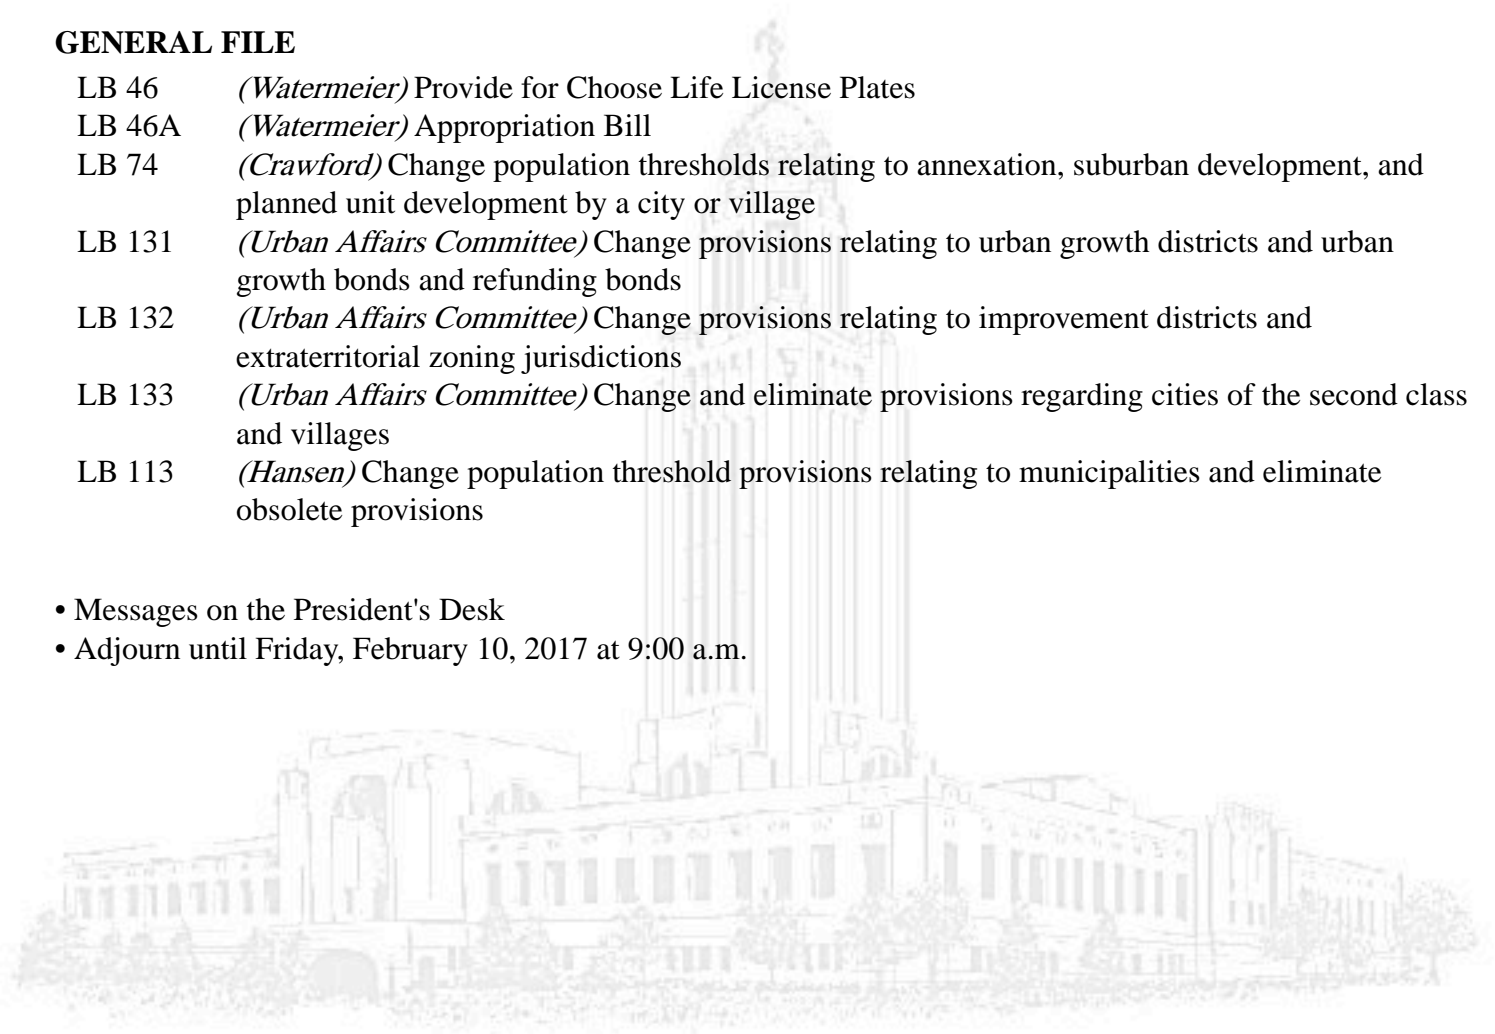 GENERAL FILE
LB 46 (Watermeier) Provide for Choose Life License Plates
LB 46A (Watermeier) Appropriation Bill
LB 74 (Crawford) Change population thresholds relating to annexation, suburban development, and
planned unit development by a city or village
LB 131 (Urban Affairs Committee) Change provisions relating to urban growth districts and urban
growth bonds and refunding bonds
LB 132 (Urban Affairs Committee) Change provisions relating to improvement districts and
extraterritorial zoning jurisdictions
LB 133 (Urban Affairs Committee) Change and eliminate provisions regarding cities of the second class
and villages
LB 113 (Hansen) Change population threshold provisions relating to municipalities and eliminate
obsolete provisions
• Messages on the President's Desk
• Adjourn until Friday, February 10, 2017 at 9:00 a.m.